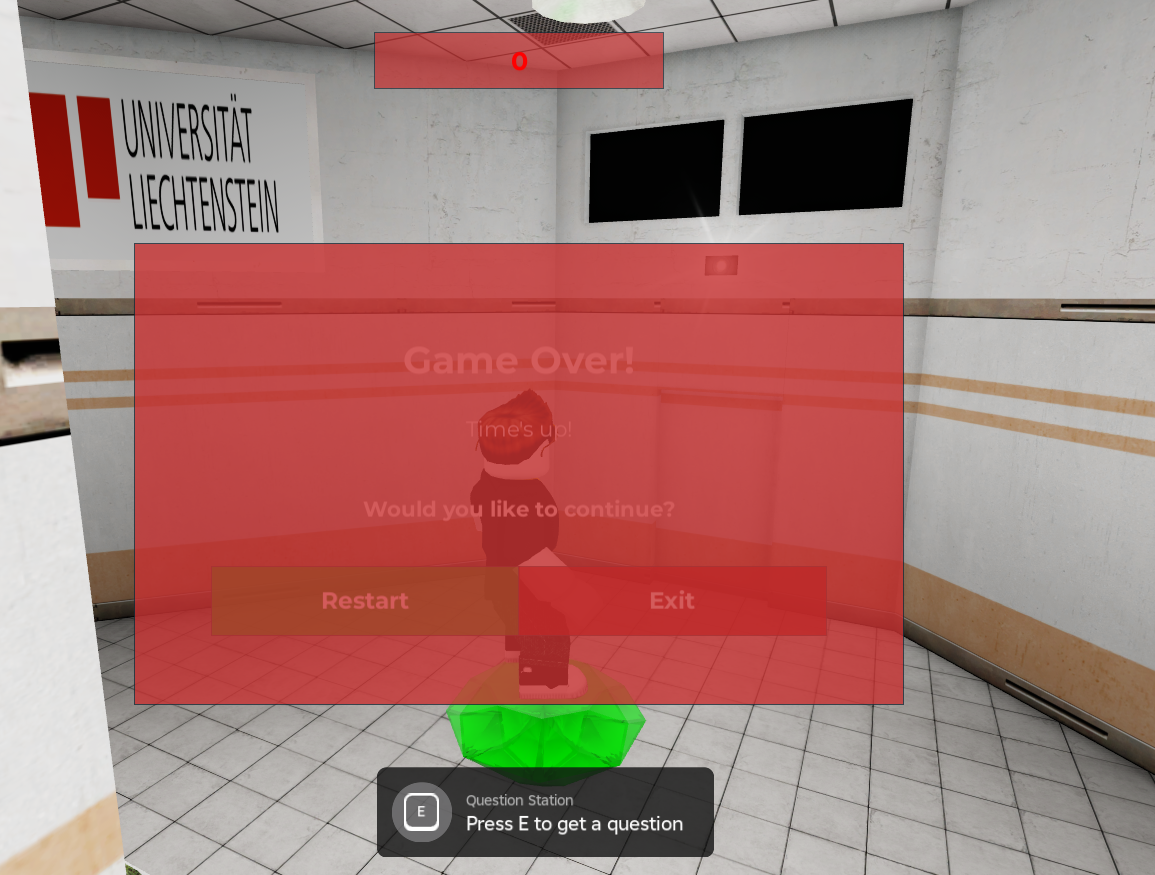 0
UNIVERSITÄT
LIECHTENSTEIN
Game Over!
Time's up!
Would you like to continue?
Restart
Exit
E
Question Station
Press E to get a question